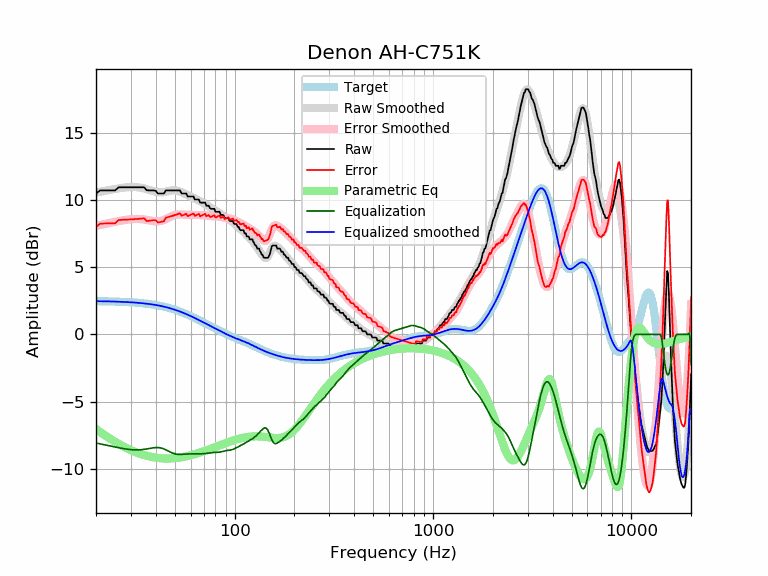 Denon AH-C751K
Target
Raw Smoothed
Error Smoothed
Raw
Error
Parametric Eq
Equalization
Equalized smoothed
Amplitude (dBr)
15
10
5
0
−5
−10
100
1000
10000
Frequency (Hz)